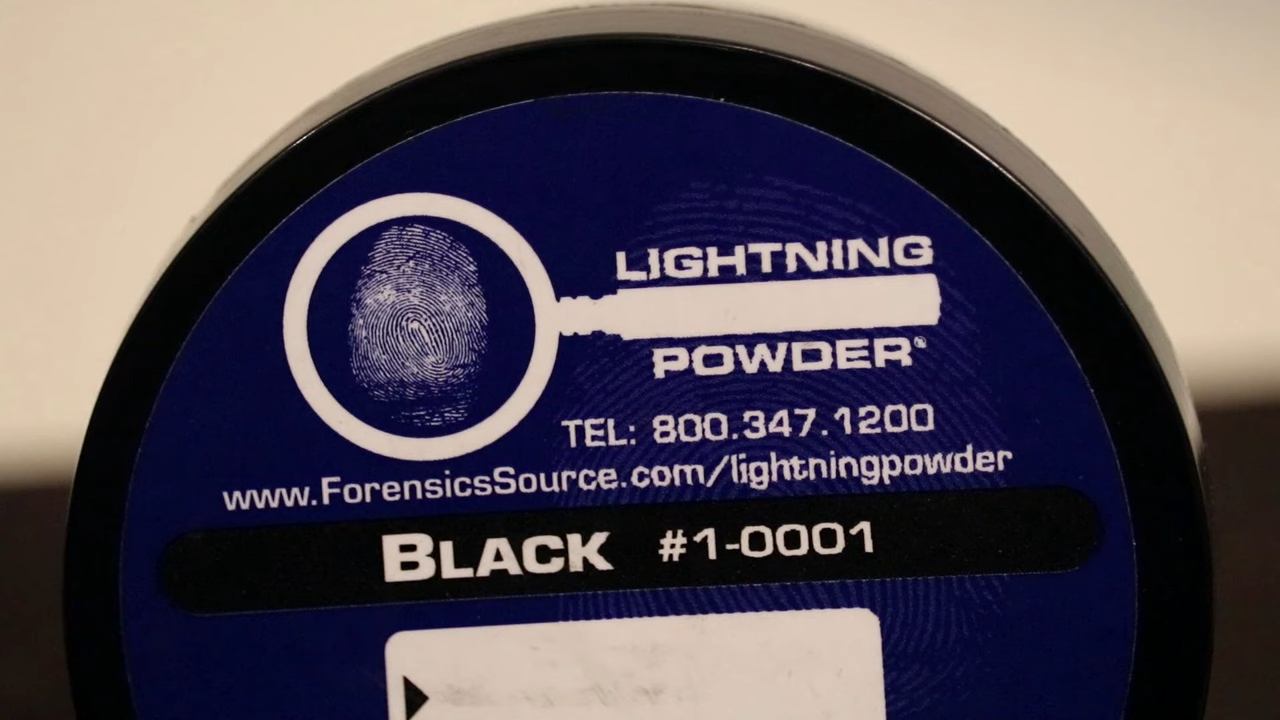 LIGHTNING
POWDER®
TEL: 800.347.1200
www.ForensicsSource.com/lightningpowder
BLACK #1-0001